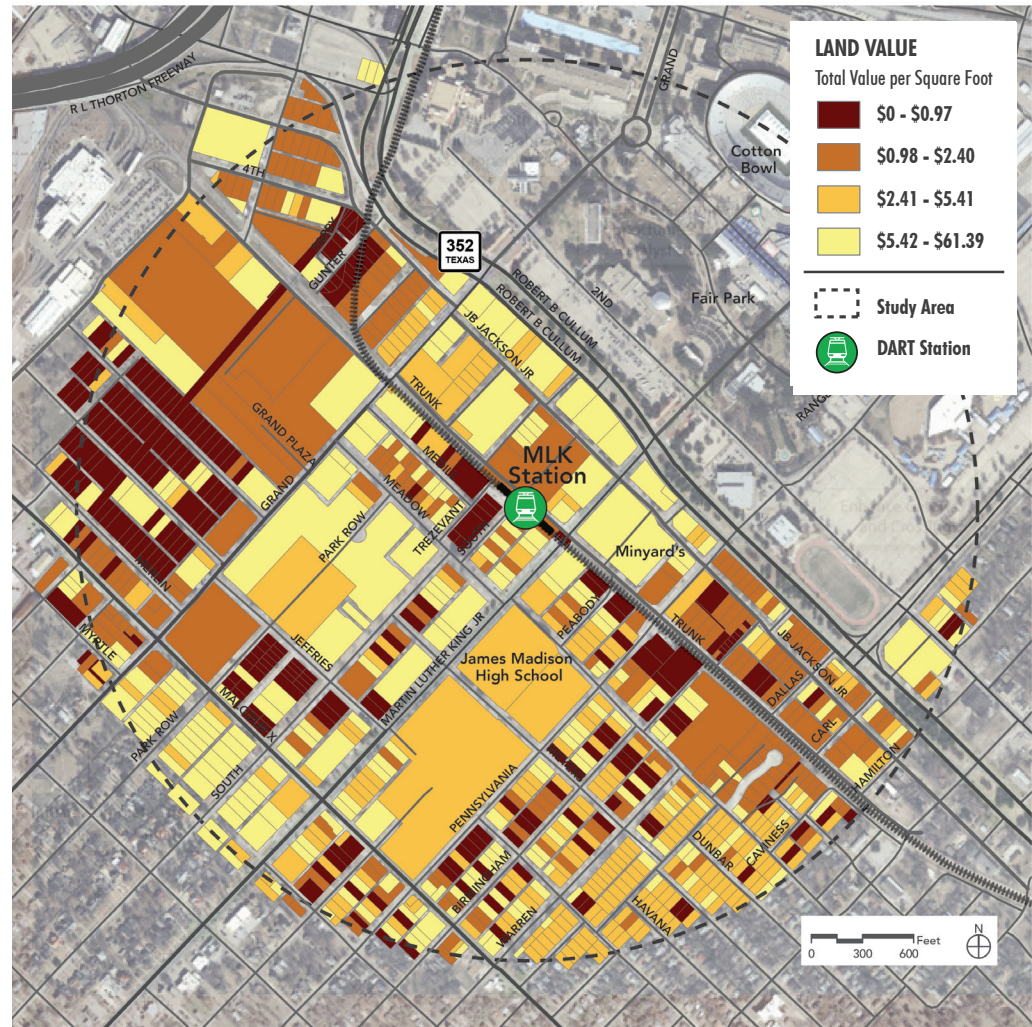 LAND VALUE
Total Value per Square Foot
$0 - $0.97
$0.98 - $2.40
$2.41 - $5.41
$5.42 - $61.39
Study Area
DART Station
R L THORTON FREEWAY
GRAND
Cotton
Bowl
4TH
GUNTER
352
TEXAS
ROBERT B CULLUM
ROBERT B CULLUM
2ND
Fair Park
JB JACKSON JR
TRUNK
GRAND PLAZA
GRAND
MLK
Station
MEADOW
TREZEVANT
SOUTH
PARK ROW
Minyard's
MERLIN
MYRTLE
JEFFRIES
PEABODY
TRUNK
JB JACKSON JR
James Madison
High School
MARTIN LUTHER KING JR
MALCOLM X
DALLAS
CARL
PARK ROW
SOUTH
HAMILTON
PENNSYLVANIA
DUNBAR
CAVINESS
BIRMINGHAM
HAVANA
WARREN
N
Feet
0 300 600